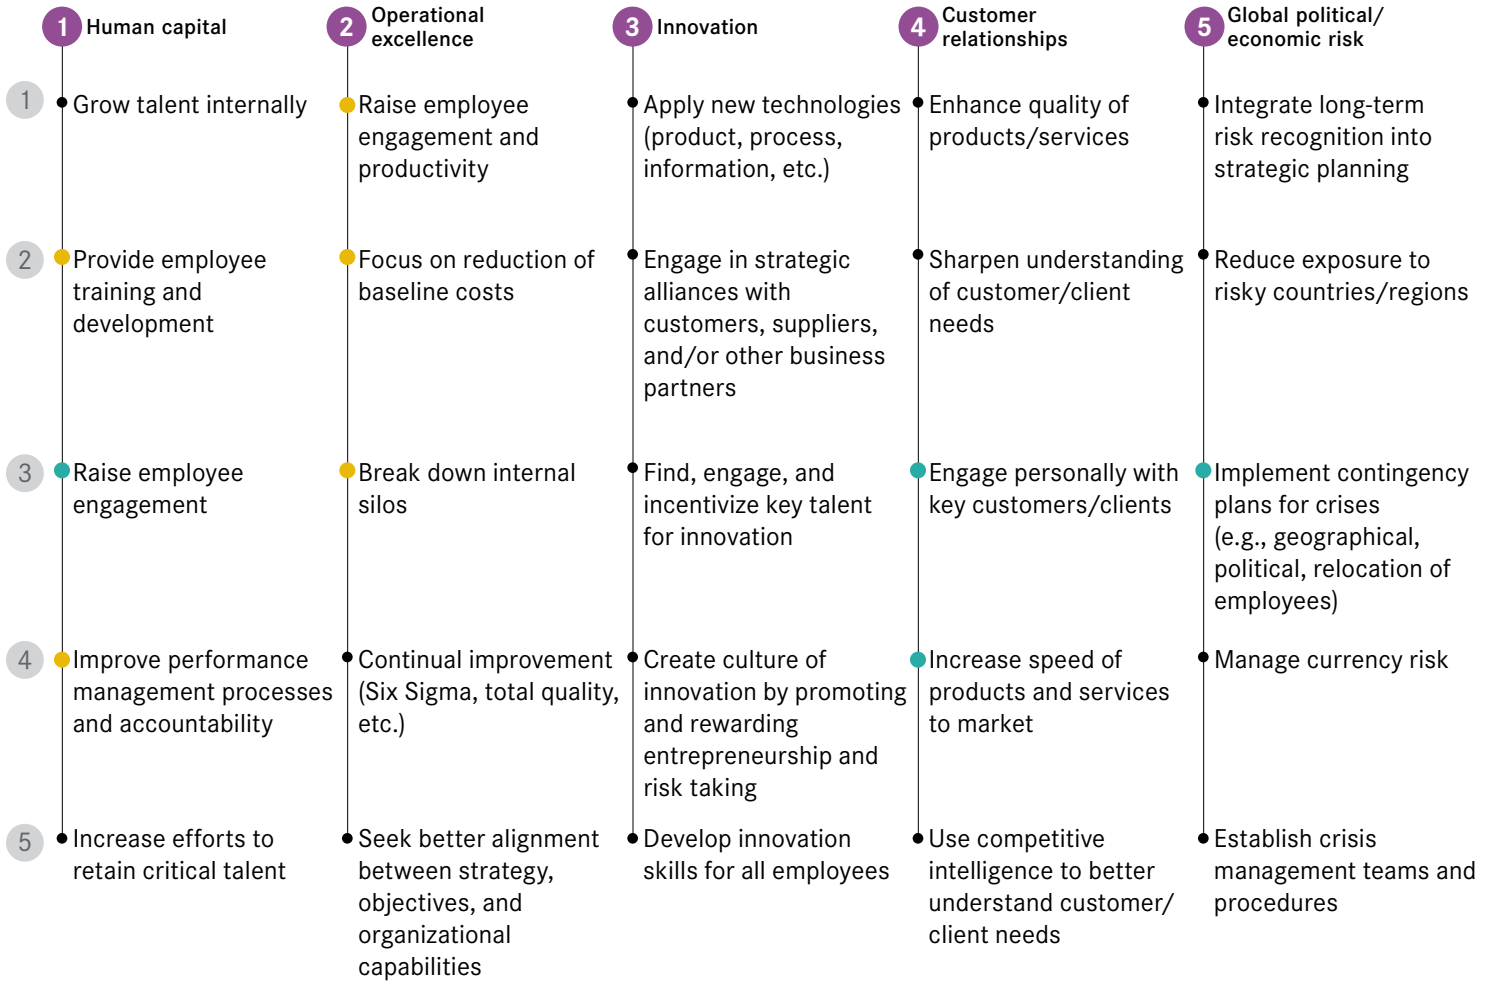 1 Human capital
2 Operational
excellence
3 Innovation
4 Customer
relationships
5 Global political/
economic risk
1
Grow talent internally
Raise employee
engagement and
productivity
Apply new technologies
(product, process,
information, etc.)
Enhance quality of
products/services
Integrate long-term
risk recognition into
strategic planning
2
Provide employee
training and
development
Focus on reduction of
baseline costs
Engage in strategic
alliances with
customers, suppliers,
and/or other business
partners
Sharpen understanding
of customer/client
needs
Reduce exposure to
risky countries/regions
3
Raise employee
engagement
Break down internal
silos
Find, engage, and
incentivize key talent
for innovation
Engage personally with
key customers/clients
Implement contingency
plans for crises
(e.g., geographical,
political, relocation of
employees)
4
Improve performance
management processes
and accountability
Continual improvement
(Six Sigma, total quality,
etc.)
Create culture of
innovation by promoting
and rewarding
entrepreneurship and
risk taking
Increase speed of
products and services
to market
Manage currency risk
5
Increase efforts to
retain critical talent
Seek better alignment
between strategy,
objectives, and
organizational
capabilities
Develop innovation
skills for all employees
Use competitive
intelligence to better
understand customer/
client needs
Establish crisis
management teams and
procedures